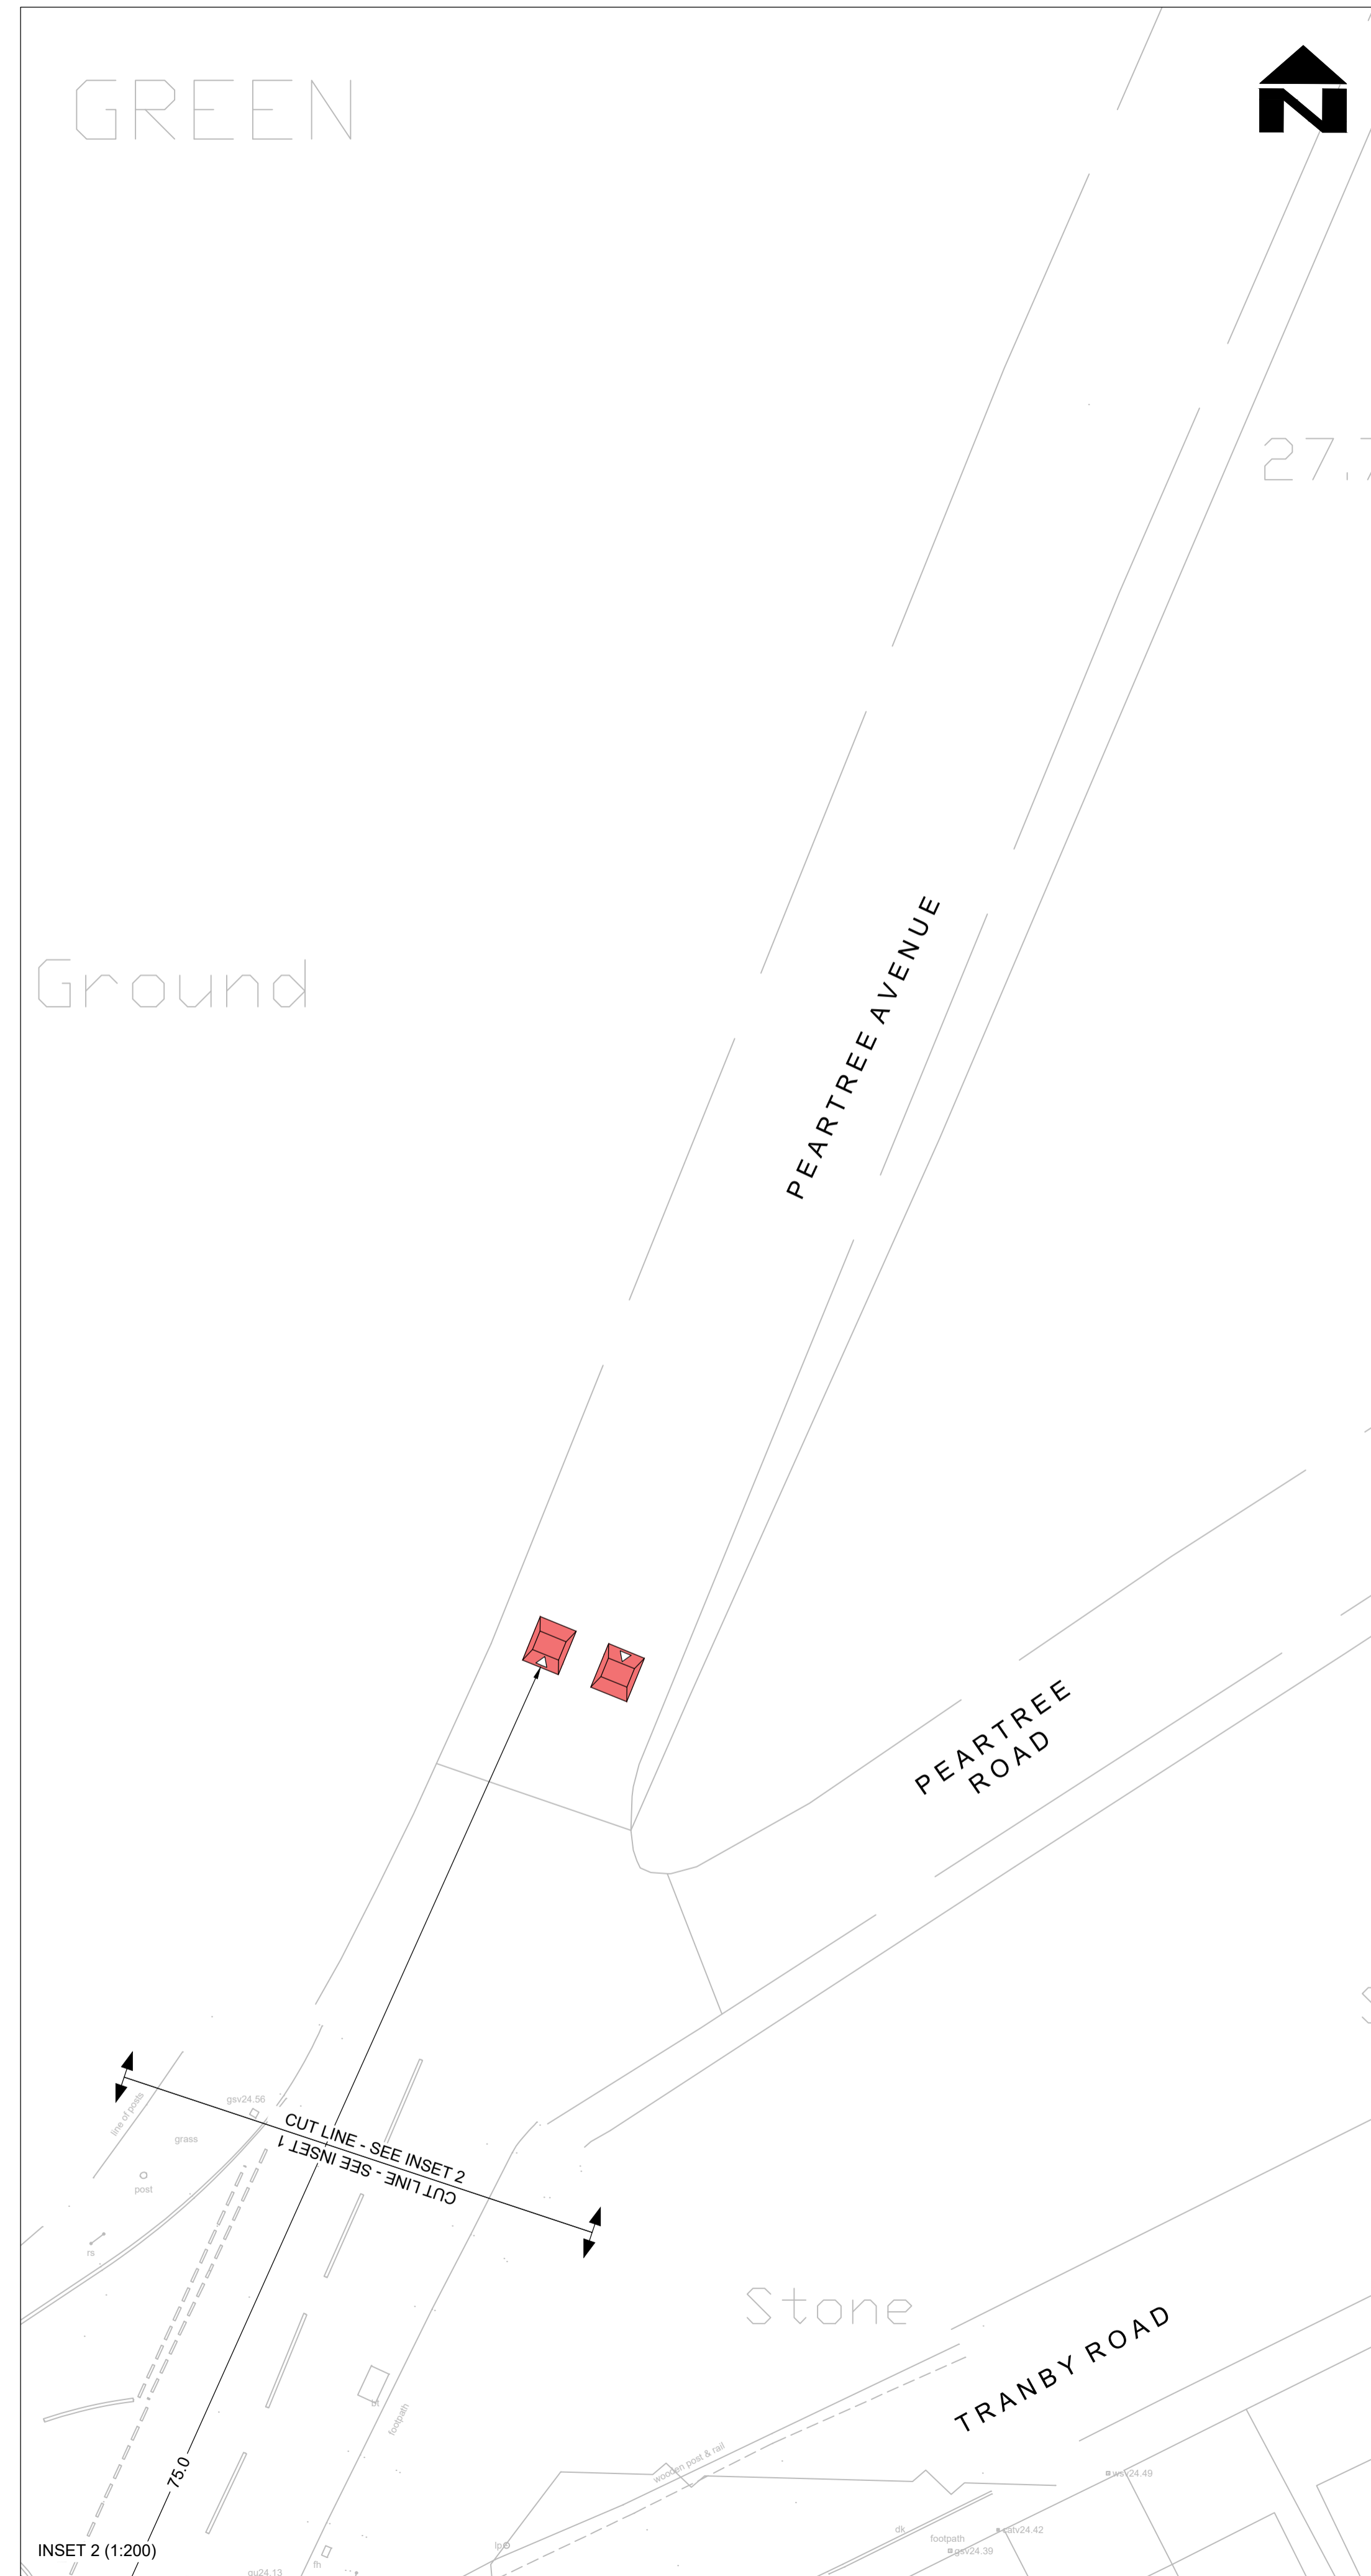 GREEN
N
27.
Ground
PEARTREE AVENUE
PEARTREE
ROAD
gsv24.56
line of posts
grass
post
rs
CUT LINE - SEE INSET 2
CUT LINE - SEE INSET 1
Stone
TRANBY ROAD
bt
footpath
75.0
wooden post & rail
wsv24.49
lp
dk
catv24.42
footpath
gsv24.39
INSET 2 (1:200)
fh
gu24.13